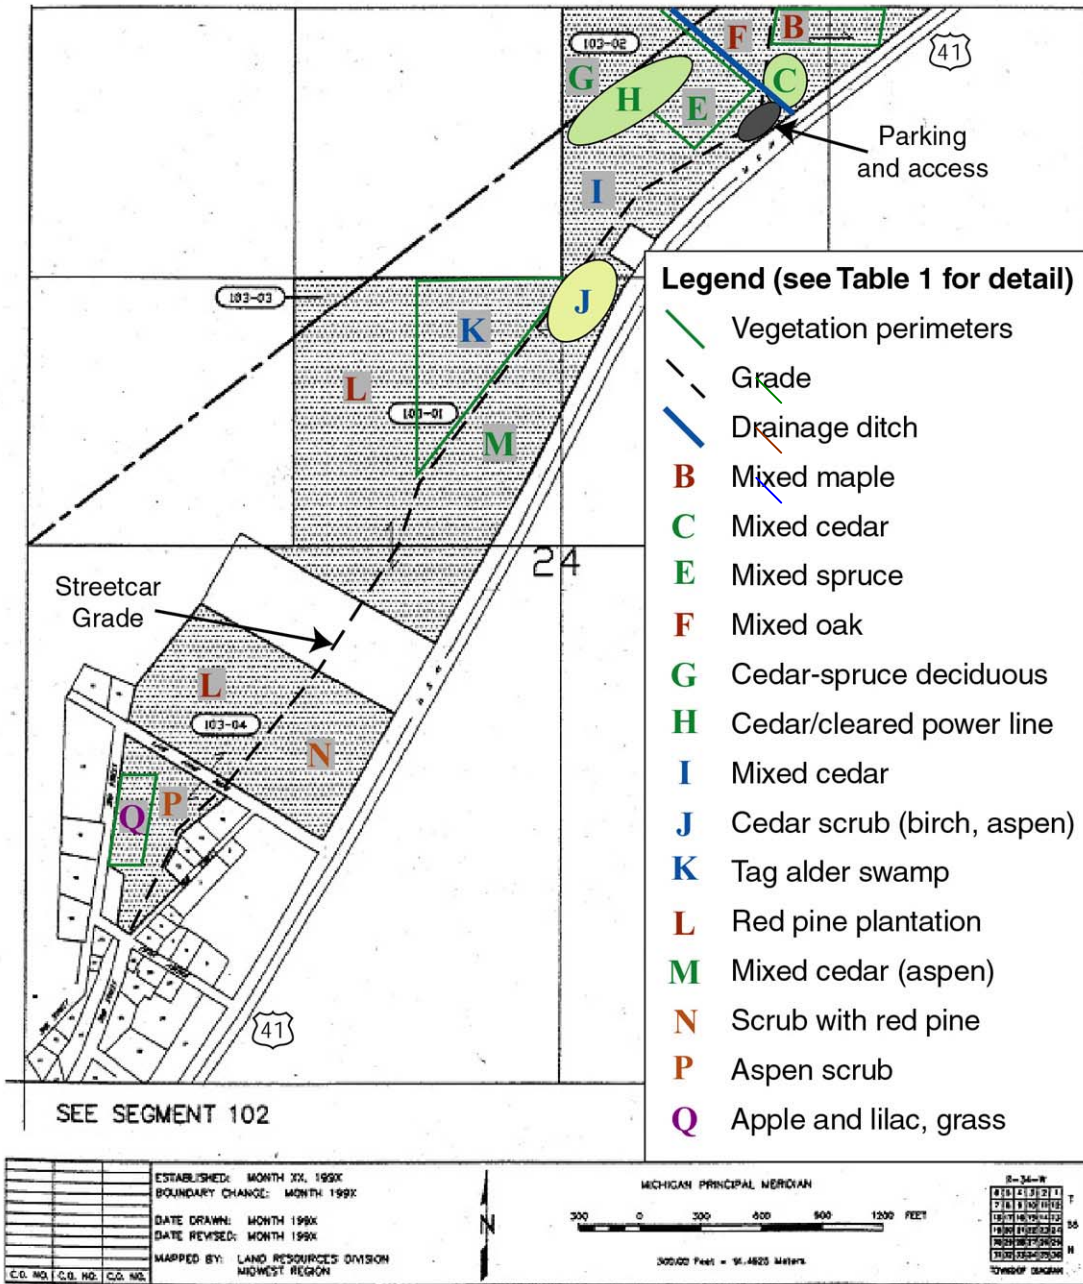 103-02
G
H
E
F
B
C
41
Parking
and access
I
103-03
J
K
L
103-01
M
24
Streetcar
Grade
L
103-04
N
P
Q
41
SEE SEGMENT 102
Legend (see Table 1 for detail)
Vegetation perimeters
Grade
Drainage ditch
B Mixed maple
C Mixed cedar
E Mixed spruce
F Mixed oak
G Cedar-spruce deciduous
H Cedar/cleared power line
I Mixed cedar
J Cedar scrub (birch, aspen)
K Tag alder swamp
L Red pine plantation
M Mixed cedar (aspen)
N Scrub with red pine
P Aspen scrub
Q Apple and lilac, grass
C.O. NO. C.O. NO. C.O. NO.
ESTABLISHED: MONTH XX, 199X
BOUNDARY CHANGE: MONTH 199X
DATE DRAWN: MONTH 199X
DATE REVISED: MONTH 199X
MAPPED BY: LAND RESOURCES DIVISION
MIDWEST REGION
N
MICHIGAN PRINCIPAL MERIDIAN
300 0 300 600 900 1200 FEET
R-34-W
TOWNSHIP DIAGRAM